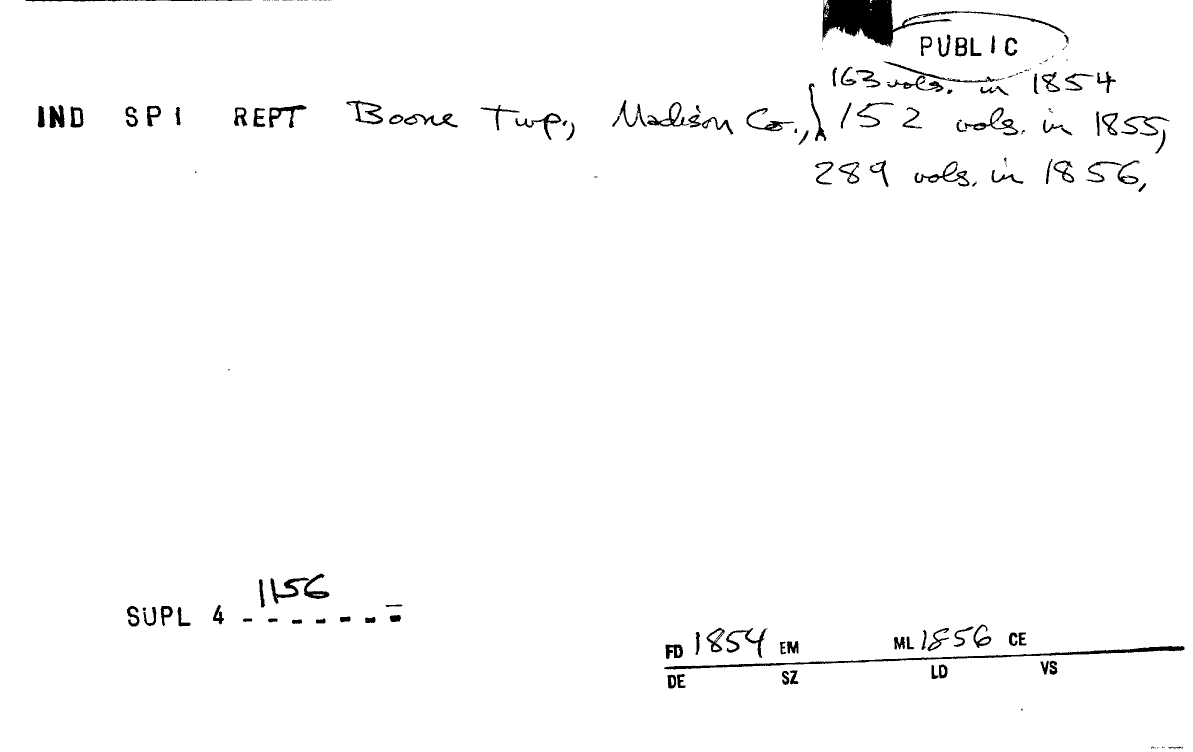 PUBLIC
163 vols. in 1854
IND SPI REPT Boone Twp., Madison Co., 152 vols. in 1855,
289 vols. in 1856,
1156
SUPL 4 - - - - - - -
FD 1854 EM ML 1856 CE
DE SZ LD VS